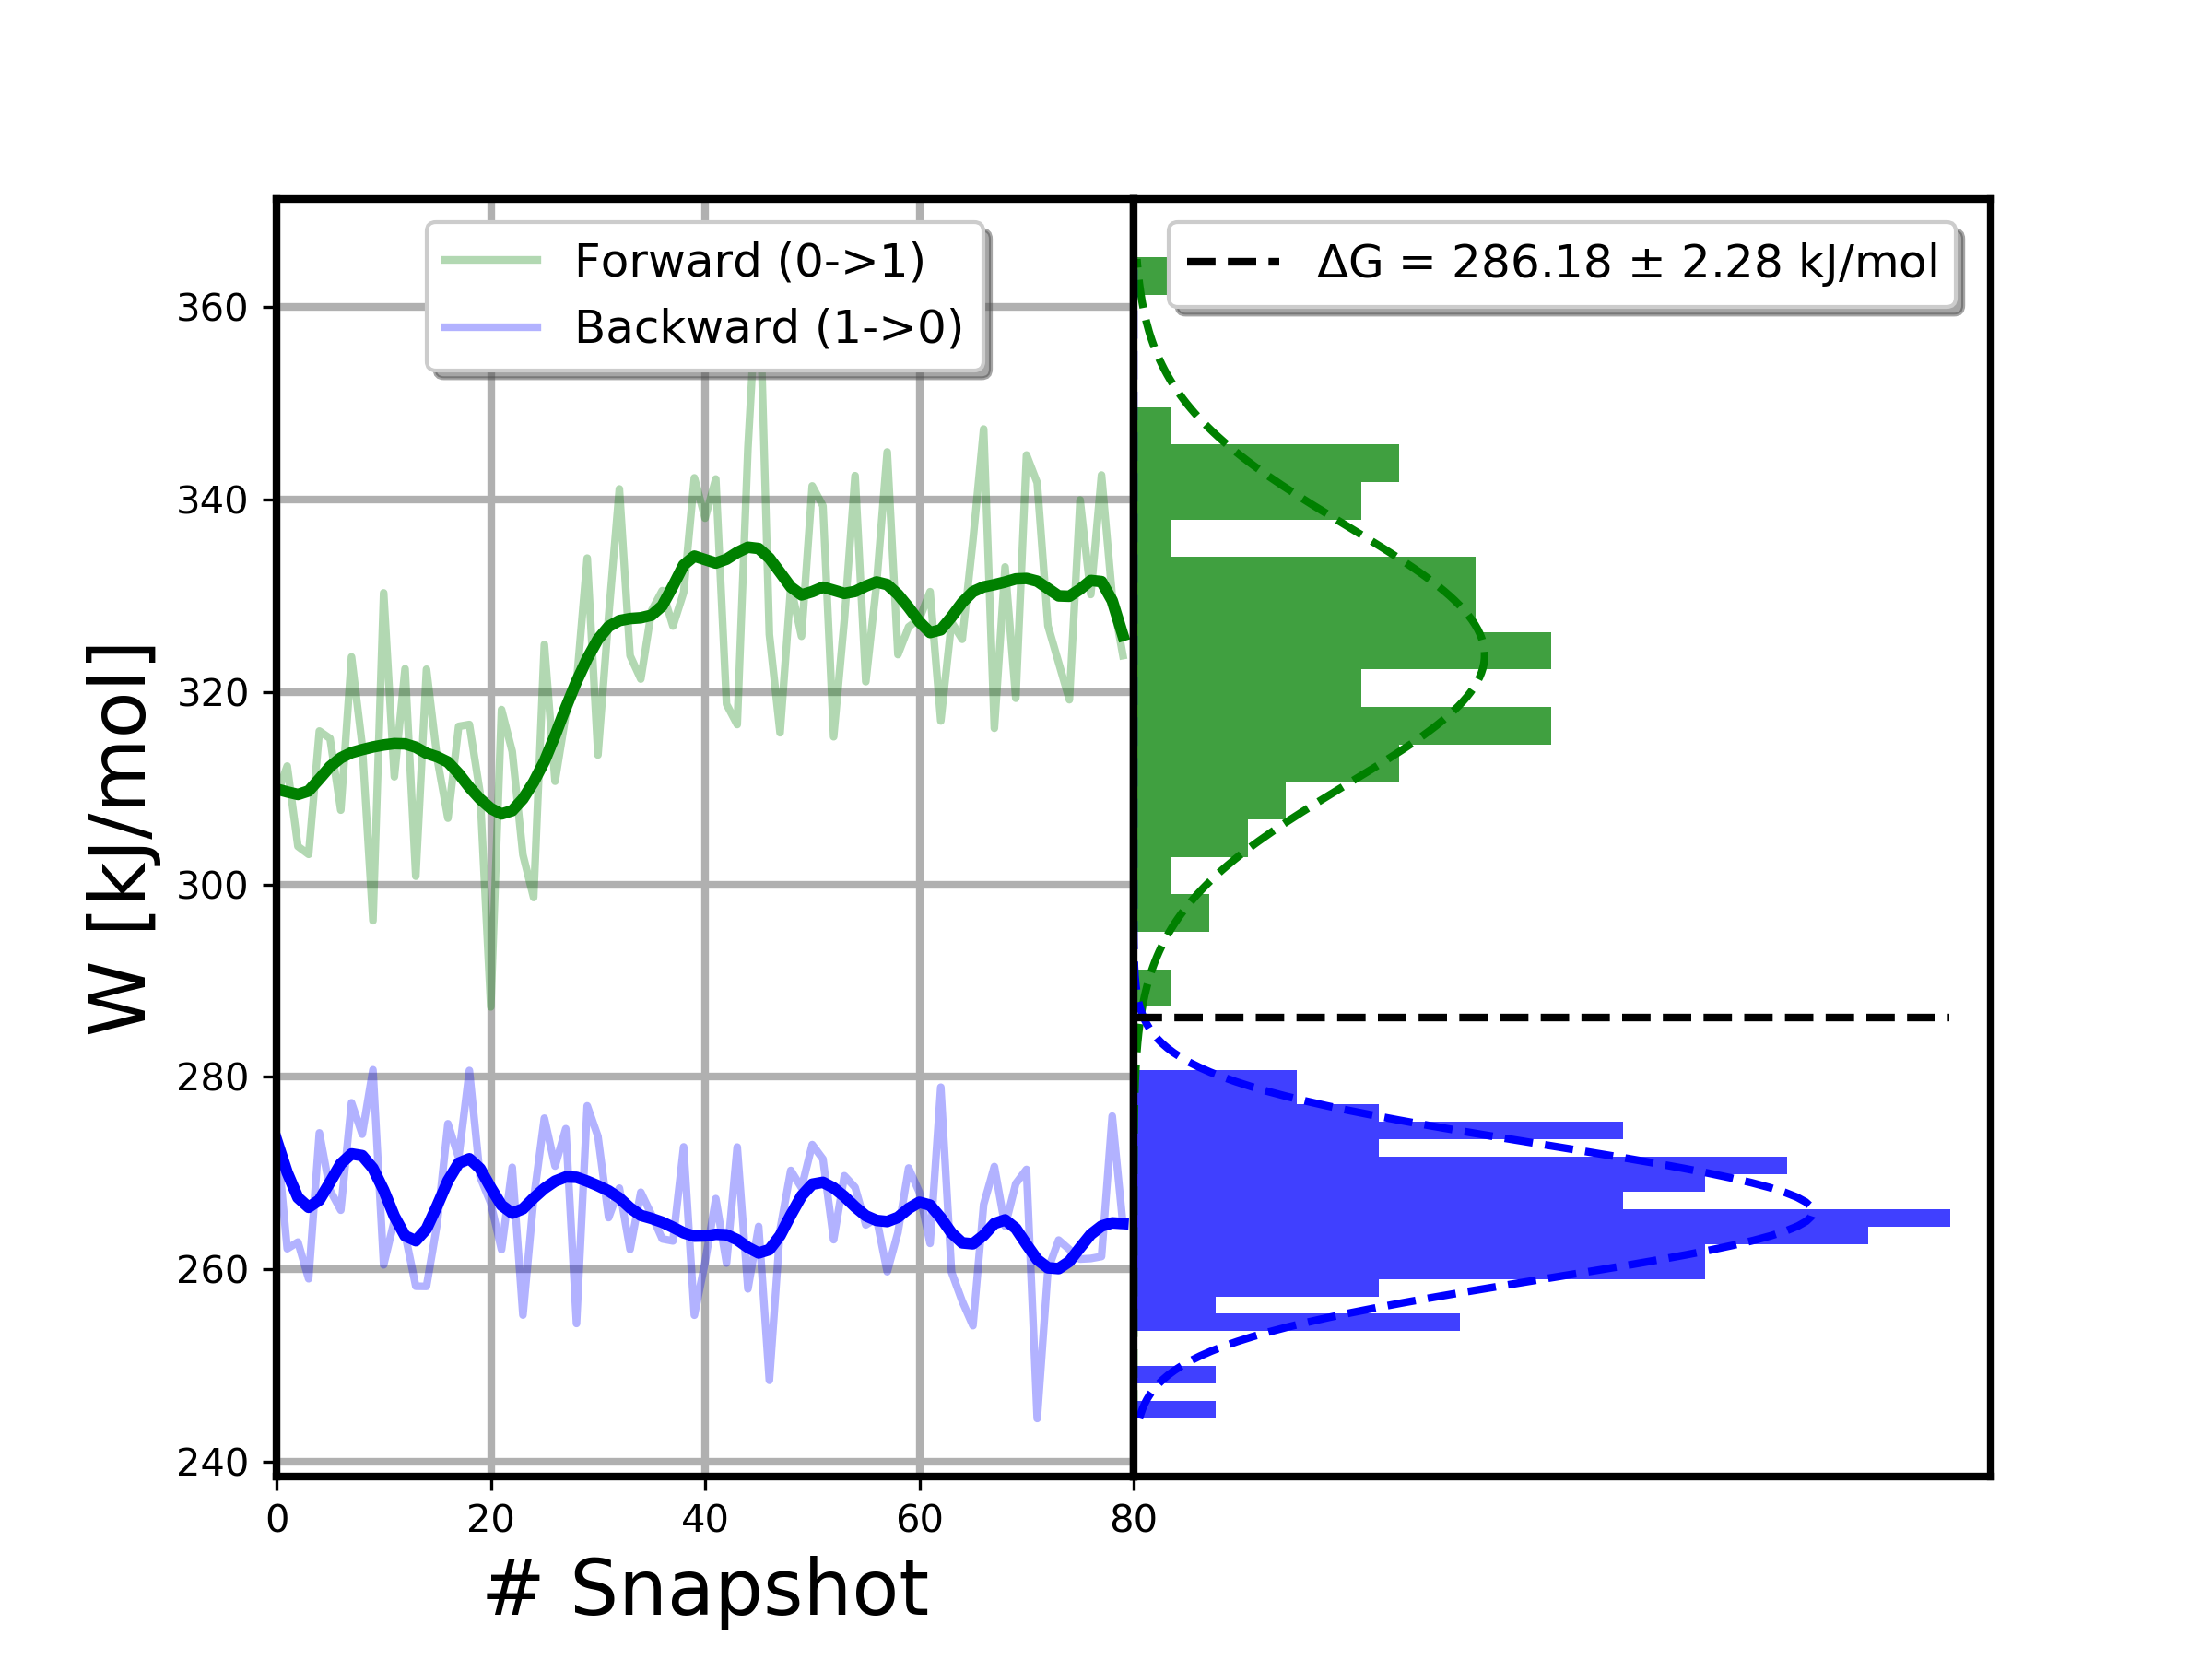 Forward (0->1)
Backward (1->0)
ΔG = 286.18 ± 2.28 kJ/mol
W [kJ/mol]
360
340
320
300
280
260
240
0 20 40 60 80
# Snapshot